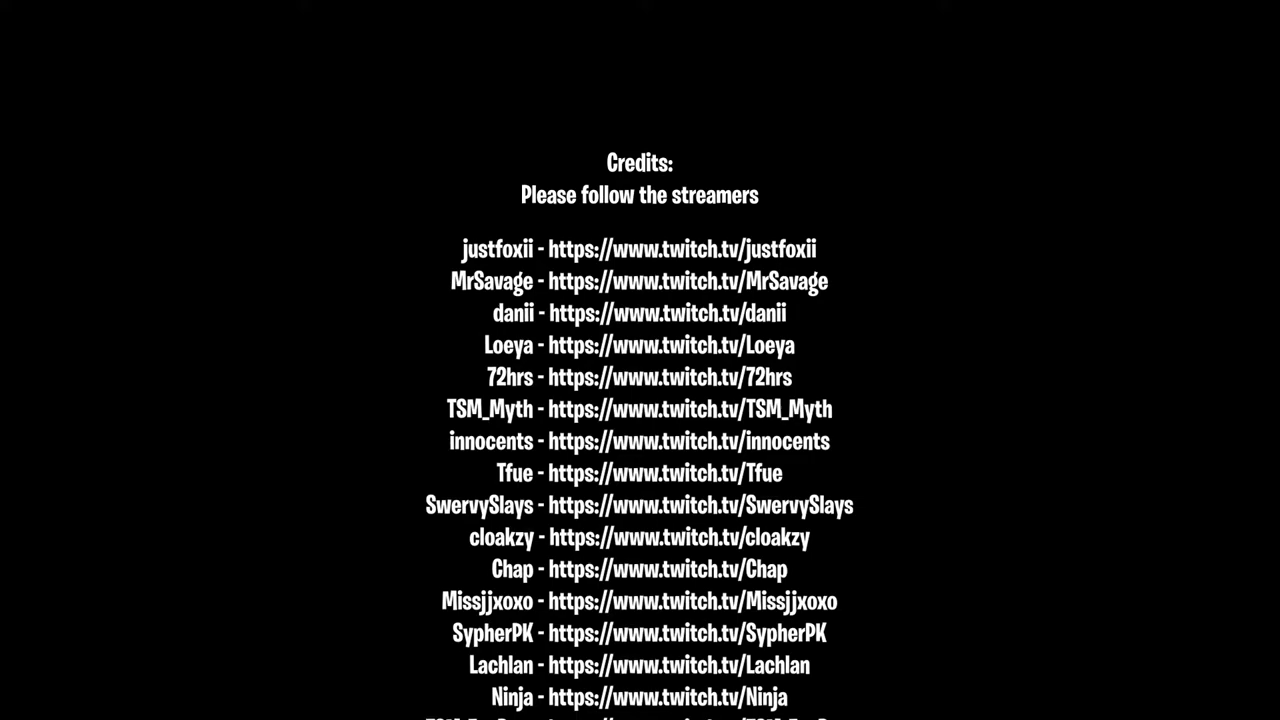 Credits:
Please follow the streamers
justfoxii - https://www.twitch.tv/justfoxii
MrSavage - https://www.twitch.tv/MrSavage
danii - https://www.twitch.tv/danii
Loeya - https://www.twitch.tv/Loeya
72hrs - https://www.twitch.tv/72hrs
TSM_Myth - https://www.twitch.tv/TSM_Myth
innocents - https://www.twitch.tv/innocents
Tfue - https://www.twitch.tv/Tfue
SwervySlays - https://www.twitch.tv/SwervySlays
cloakzy - https://www.twitch.tv/cloakzy
Chap - https://www.twitch.tv/Chap
Missjjxoxo - https://www.twitch.tv/Missjjxoxo
SypherPK - https://www.twitch.tv/SypherPK
Lachlan - https://www.twitch.tv/Lachlan
Ninja - https://www.twitch.tv/Ninja